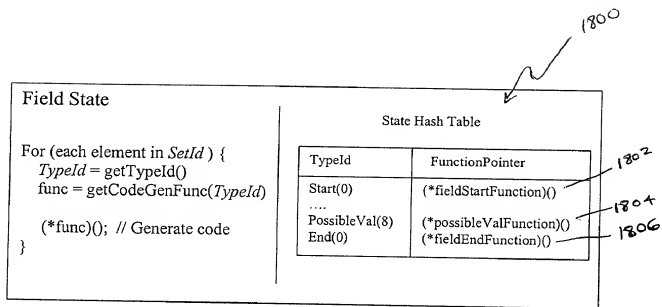 1800
Field State
For (each element in SetId ) {
TypeId = getTypeId()
func = getCodeGenFunc(TypeId)
(*func)(); // Generate code
}
State Hash Table
TypeId FunctionPointer
Start(0) (*fieldStartFunction)() 1802
....
PossibleVal(8) (*possibleValFunction)() 1804
End(0) (*fieldEndFunction)() 1806